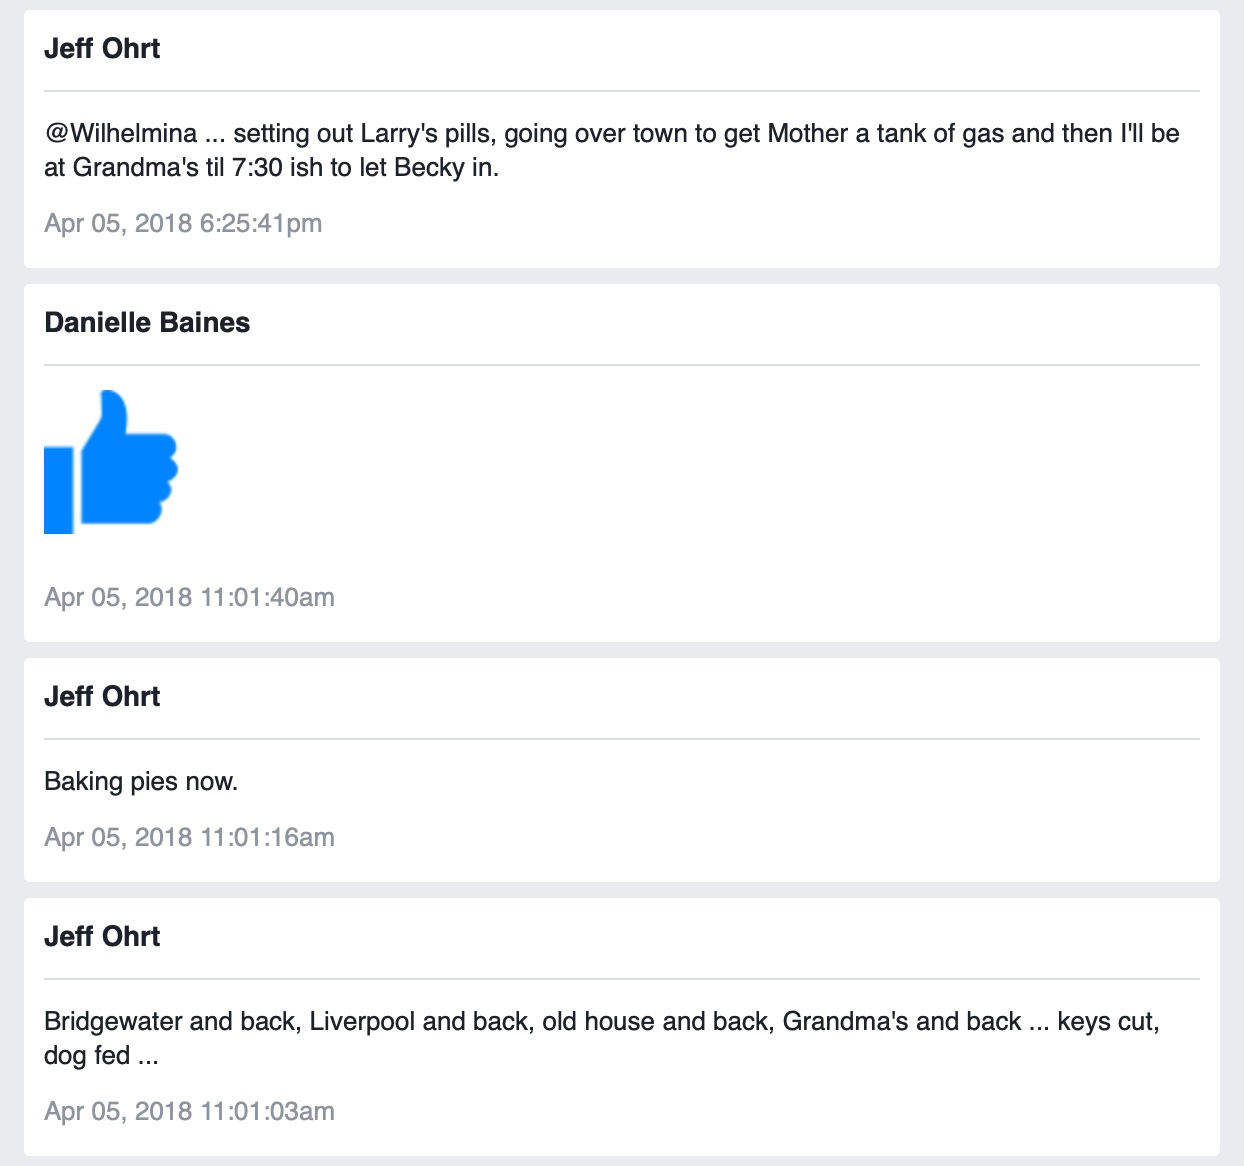 Jeff Ohrt
@Wilhelmina ... setting out Larry's pills, going over town to get Mother a tank of gas and then I'll be
at Grandma's til 7:30 ish to let Becky in.
Apr 05, 2018 6:25:41pm
Danielle Baines
Apr 05, 2018 11:01:40am
Jeff Ohrt
Baking pies now.
Apr 05, 2018 11:01:16am
Jeff Ohrt
Bridgewater and back, Liverpool and back, old house and back, Grandma's and back ... keys cut,
dog fed ...
Apr 05, 2018 11:01:03am